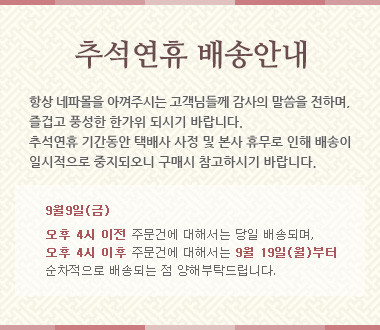 추석연휴 배송안내
항상 네파몰을 아껴주시는 고객님들께 감사의 말씀을 전하며,
즐겁고 풍성한 한가위 되시기 바랍니다.
추석연휴 기간동안 택배사 사정 및 본사 휴무로 인해 배송이
일시적으로 중지되오니 구매시 참고하시기 바랍니다.
9월9일(금)
오후 4시 이전 주문건에 대해서는 당일 배송되며,
오후 4시 이후 주문건에 대해서는 9월 19일(월)부터
순차적으로 배송되는 점 양해부탁드립니다.